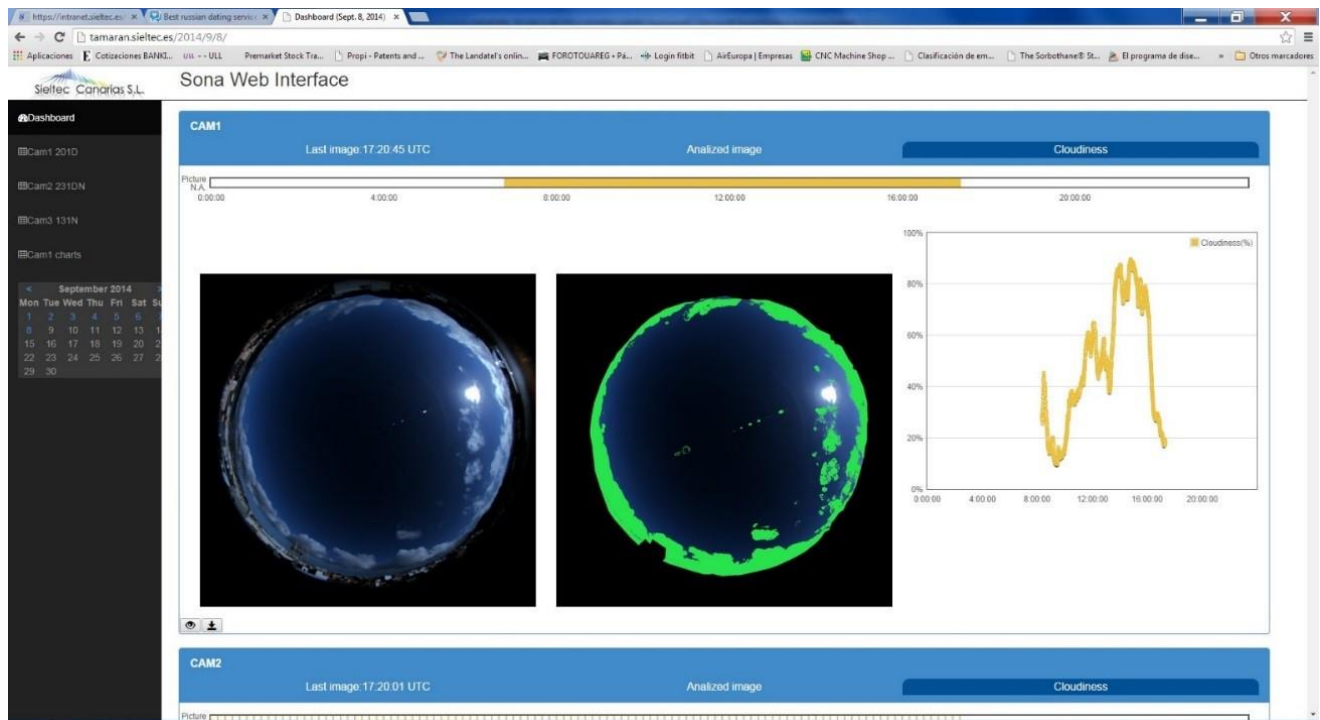 https://intranet.sieltec.es/
Best russian dating service
Dashboard (Sept. 8, 2014)
tamaran.sieltec.es/2014/9/8/
Aplicaciones
Cotizaciones BANKI...
ULL - - ULL
Premarket Stock Tra...
Propi - Patents and ...
The Landatel's onlin...
FOROTOUAREG • Pá...
Login fitbit
AirEuropa | Empresas
CNC Machine Shop ...
Clasificación de em...
The Sorbothane® St...
El programa de dise...
»
Otros marcadores
Sieltec Canarias S.L.
Sona Web Interface
Dashboard
Cam1 201D
Cam2 231DN
Cam3 131N
Cam1 charts
< September 2014 >
Mon Tue Wed Thu Fri Sat Su
1 2 3 4 5 6
8 9 10 11 12 13 1
15 16 17 18 19 20 2
22 23 24 25 26 27 2
29 30
CAM1
Last image:17:20:45 UTC
Analized image
Cloudiness
Picture
N.A.
0:00:00 4:00:00 8:00:00 12:00:00 16:00:00 20:00:00
Cloudiness(%)
100%
80%
60%
40%
20%
0%
0:00:00 4:00:00 8:00:00 12:00:00 16:00:00 20:00:00
CAM2
Last image:17:20:01 UTC
Analized image
Cloudiness
Picture